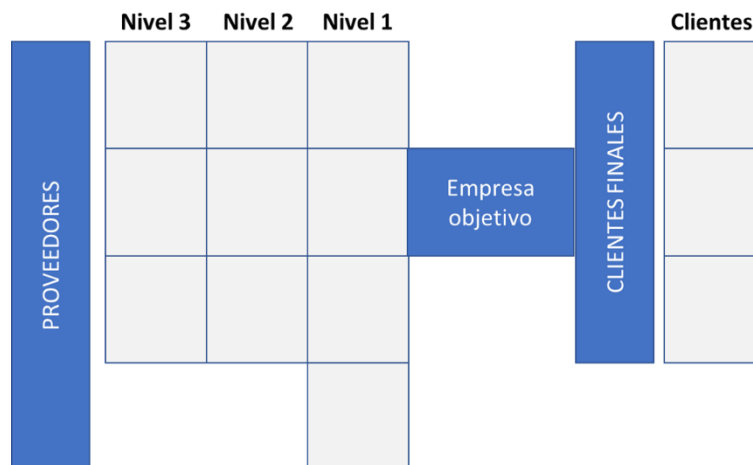 Nivel 3 Nivel 2 Nivel 1 Clientes
PROVEEDORES
Empresa
objetivo
CLIENTES FINALES